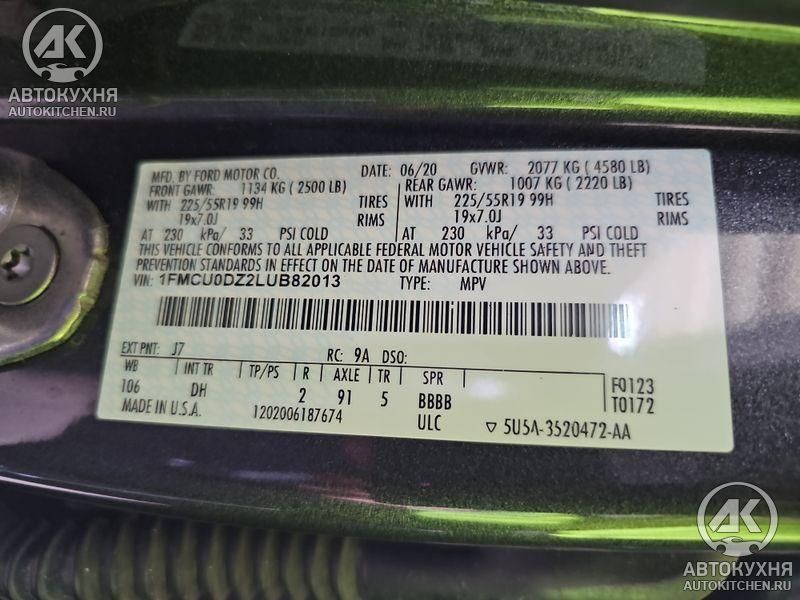 АК
АВТОКУХНЯ
AUTOKITCHEN.RU
MFD. BY FORD MOTOR CO. DATE: 06/20 GVWR: 2077 KG ( 4580 LB)
FRONT GAWR: 1134 KG ( 2500 LB) REAR GAWR: 1007 KG ( 2220 LB)
WITH 225/55R19 99H TIRES WITH 225/55R19 99H TIRES
19x7.0J RIMS 19x7.0J RIMS
AT 230 kPa/ 33 PSI COLD AT 230 kPa/ 33 PSI COLD
THIS VEHICLE CONFORMS TO ALL APPLICABLE FEDERAL MOTOR VEHICLE SAFETY AND THEFT
PREVENTION STANDARDS IN EFFECT ON THE DATE OF MANUFACTURE SHOWN ABOVE.
VIN: 1FMCU0DZ2LUB82013 TYPE: MPV
EXT PNT: J7 RC: 9A DSO:
WB INT TR TP/PS R AXLE TR SPR
106 DH 2 91 5 BBBB F0123
T0172
MADE IN U.S.A. 1202006187674 ULC ▽ 5U5A-3520472-AA
АК
АВТОКУХНЯ
AUTOKITCHEN.RU